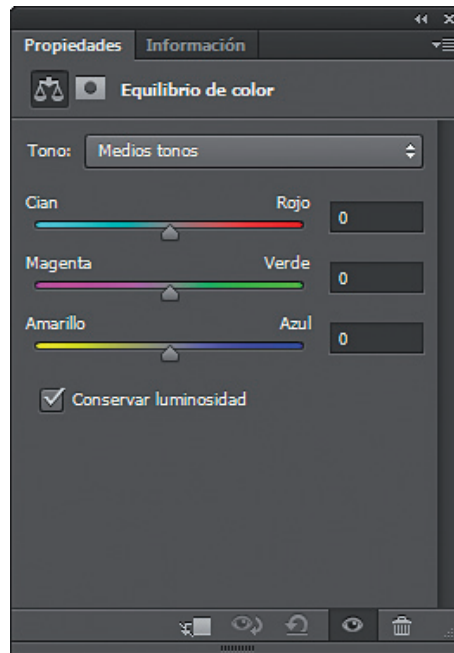 Propiedades Información
Equilibrio de color
Tono: Medios tonos
Cian Rojo 0
Magenta Verde 0
Amarillo Azul 0
Conservar luminosidad